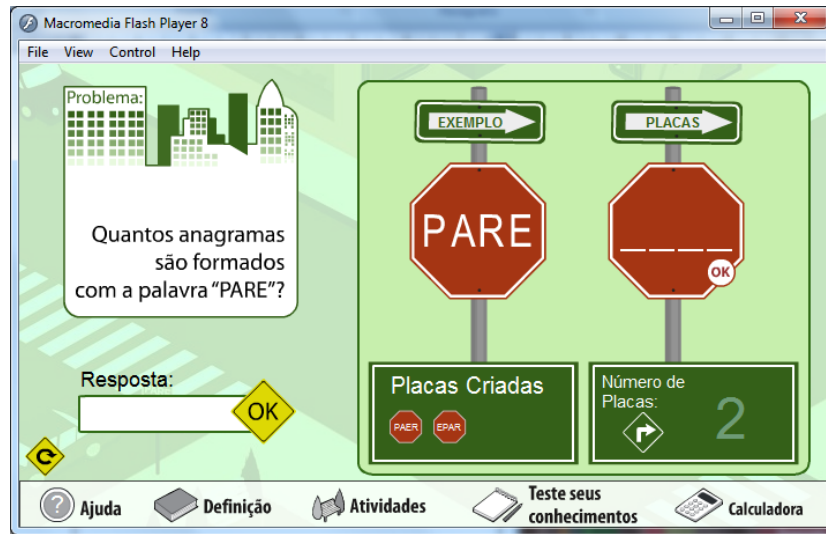 Macromedia Flash Player 8
File View Control Help
Problema:
Quantos anagramas
são formados
com a palavra “PARE”?
Resposta:
OK
EXEMPLO
PARE
PLACAS
_ _ _ _
OK
Placas Criadas
PAER EPAR
Número de
Placas:
2
Ajuda
Definição
Atividades
Teste seus
conhecimentos
Calculadora